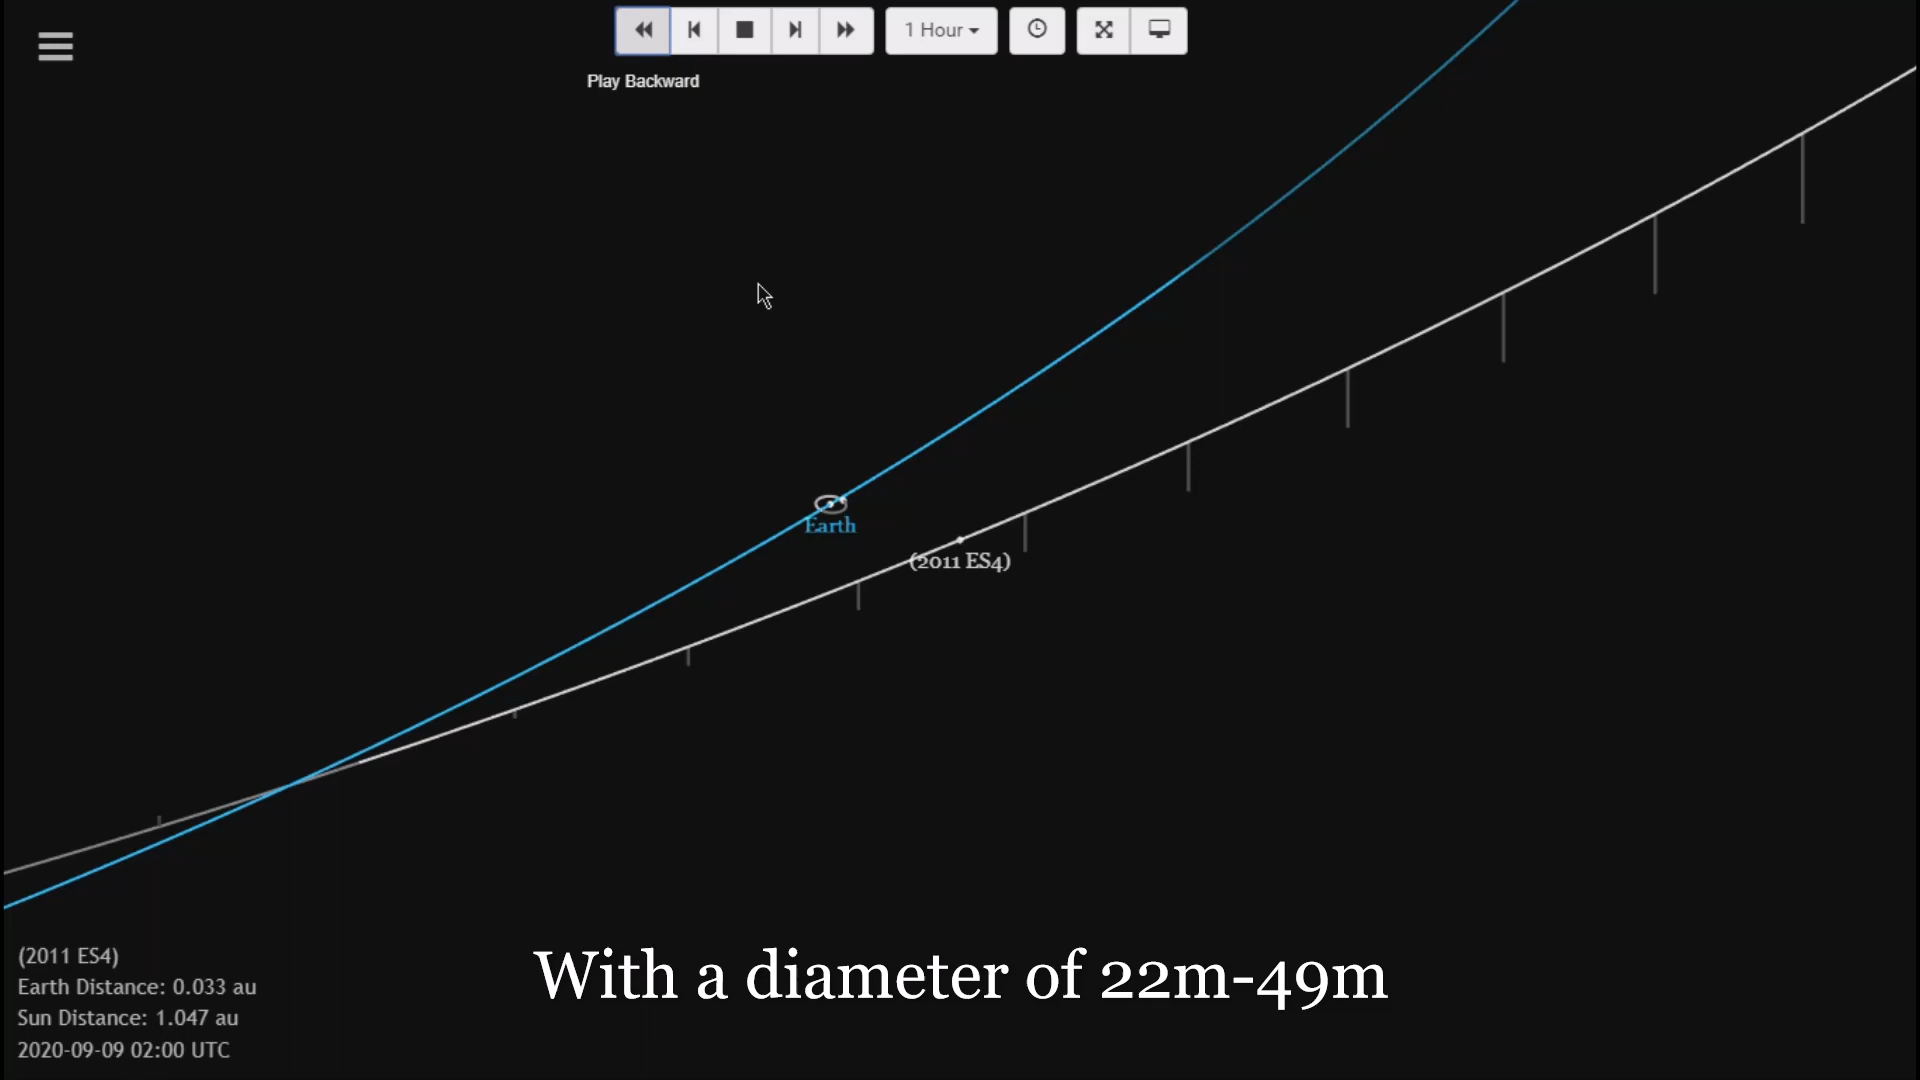 1 Hour
Play Backward
Earth
(2011 ES4)
With a diameter of 22m-49m
(2011 ES4)
Earth Distance: 0.033 au
Sun Distance: 1.047 au
2020-09-09 02:00 UTC